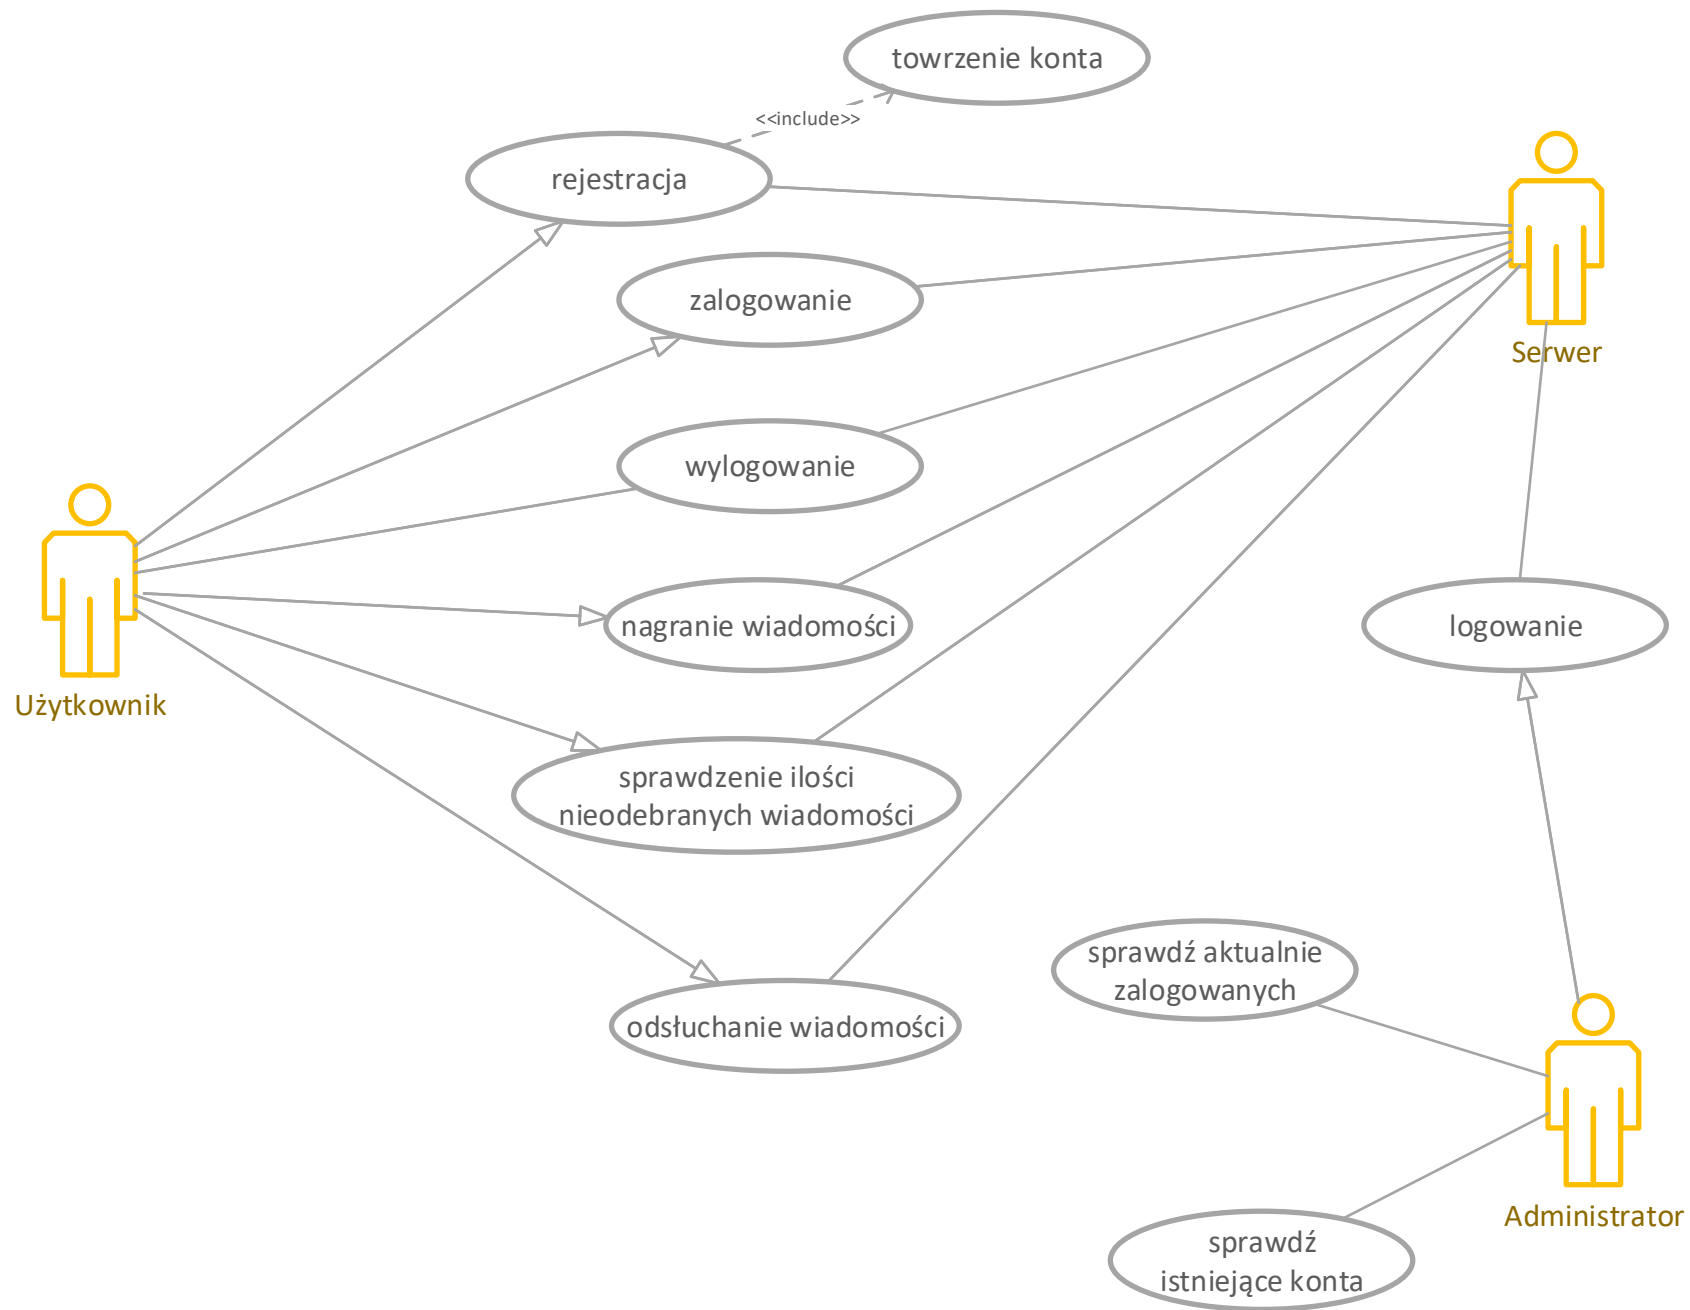 towrzenie konta
<<include>>
rejestracja
zalogowanie
Serwer
wylogowanie
nagranie wiadomości
logowanie
Użytkownik
sprawdzenie ilości
nieodebranych wiadomości
sprawdź aktualnie
zalogowanych
odsłuchanie wiadomości
Administrator
sprawdź
istniejące konta